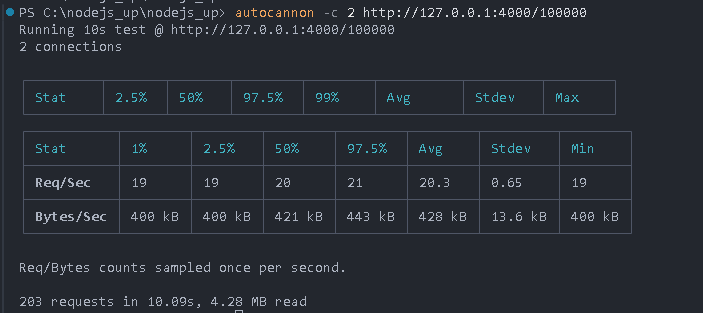 PS C:\nodejs_up\nodejs_up> autocannon -c 2 http://127.0.0.1:4000/100000
Running 10s test @ http://127.0.0.1:4000/100000
2 connections
Stat 2.5% 50% 97.5% 99% Avg Stdev Max
Stat 1% 2.5% 50% 97.5% Avg Stdev Min
Req/Sec 19 19 20 21 20.3 0.65 19
Bytes/Sec 400 kB 400 kB 421 kB 443 kB 428 kB 13.6 kB 400 kB
Req/Bytes counts sampled once per second.
203 requests in 10.09s, 4.28 MB read